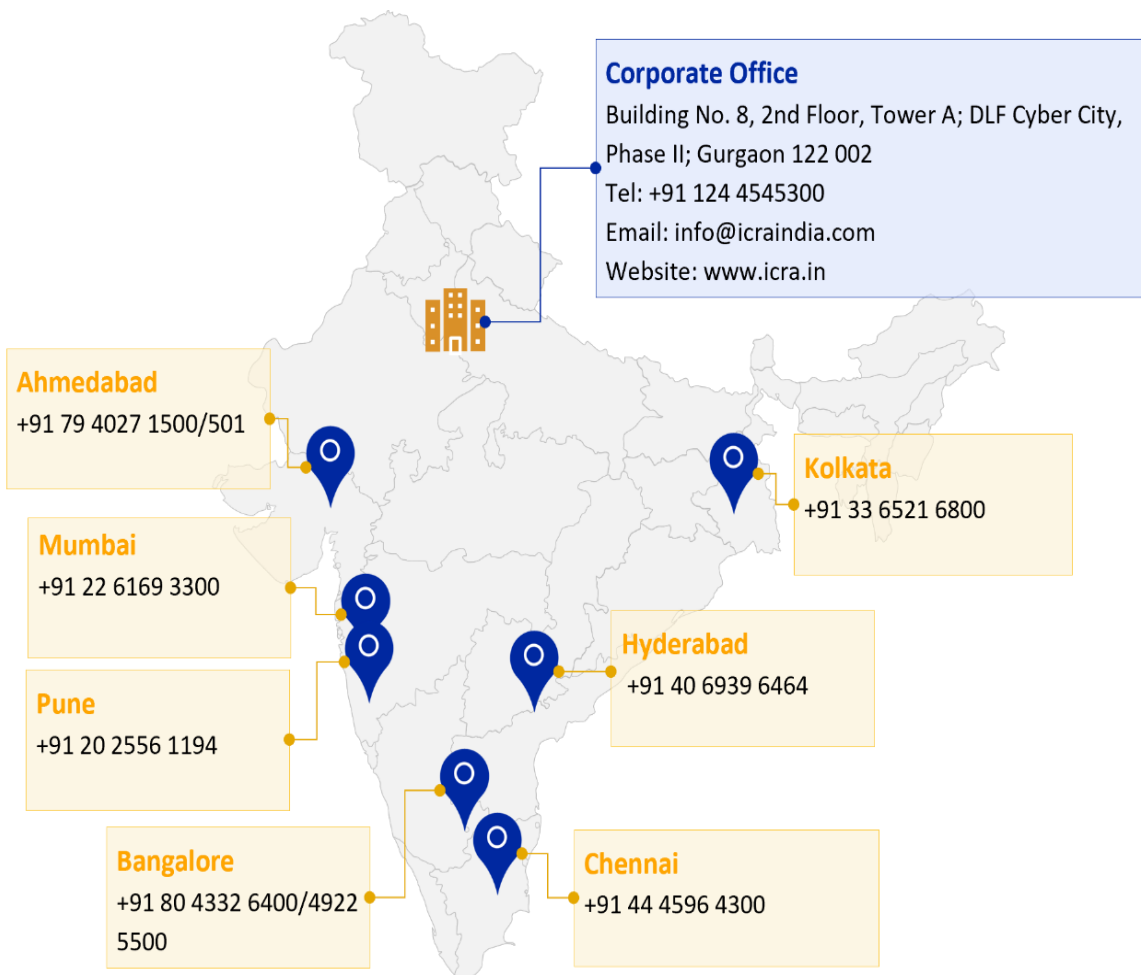 Corporate Office
Building No. 8, 2nd Floor, Tower A; DLF Cyber City,
Phase II; Gurgaon 122 002
Tel: +91 124 4545300
Email: info@icraindia.com
Website: www.icra.in
Ahmedabad
+91 79 4027 1500/501
Kolkata
+91 33 6521 6800
Mumbai
+91 22 6169 3300
Hyderabad
+91 40 6939 6464
Pune
+91 20 2556 1194
Bangalore
+91 80 4332 6400/4922
5500
Chennai
+91 44 4596 4300